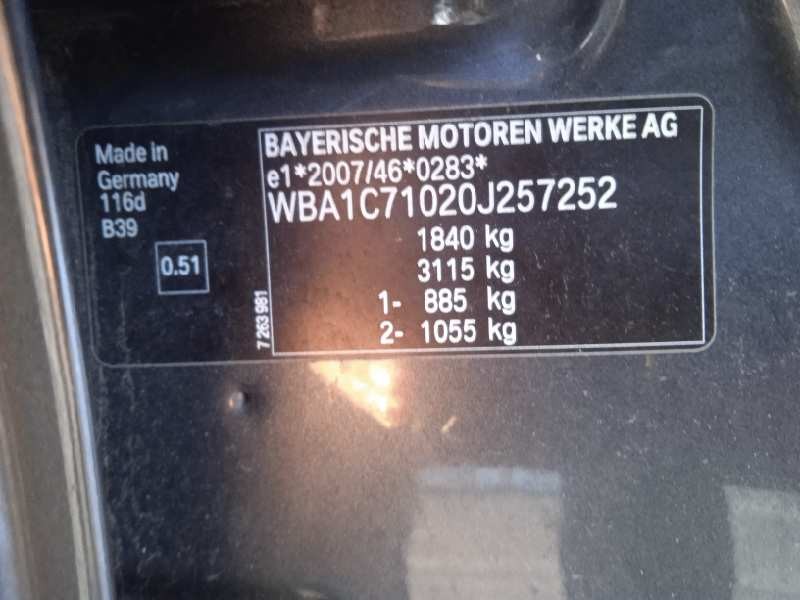 Made in
Germany
116d
B39
0.51
7 263 981
BAYERISCHE MOTOREN WERKE AG
e1*2007/46*0283*
WBA1C71020J257252
1840 kg
3115 kg
1- 885 kg
2- 1055 kg